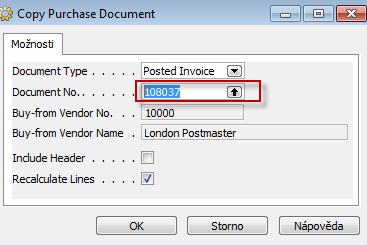 Copy Purchase Document
Možnosti
Document Type . . . . . Posted Invoice
Document No. . . . . . 108037
Buy-from Vendor No. . . . 10000
Buy-from Vendor Name . London Postmaster
Include Header . . . . .
Recalculate Lines . . . . .
OK Storno Nápověda